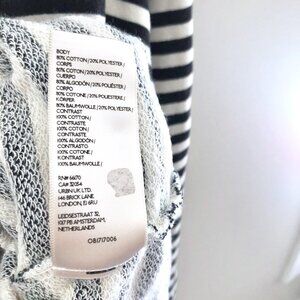 BODY
80% COTTON/20% POLYESTER /
CORPS
80% COTON/20% POLYESTER /
CUERPO
80% ALGODÓN/20% POLIÉSTER /
CORPO
80% COTONE/20% POLIESTERE /
KÖRPER
80% BAUMWOLLE/20% POLYESTER /
CONTRAST
100% COTTON /
CONTRASTE
100% COTON /
CONTRASTE
100% ALGODÓN /
CONTRASTO
100% COTONE /
KONTRAST
100% BAUMWOLLE /
RN# 66170
CA# 32054
URBN UK LTD.
146 BRICK LANE
LONDON, E1 6RU
LEIDSESTRAAT 32,
1017 PB AMSTERDAM,
NETHERLANDS
081717006